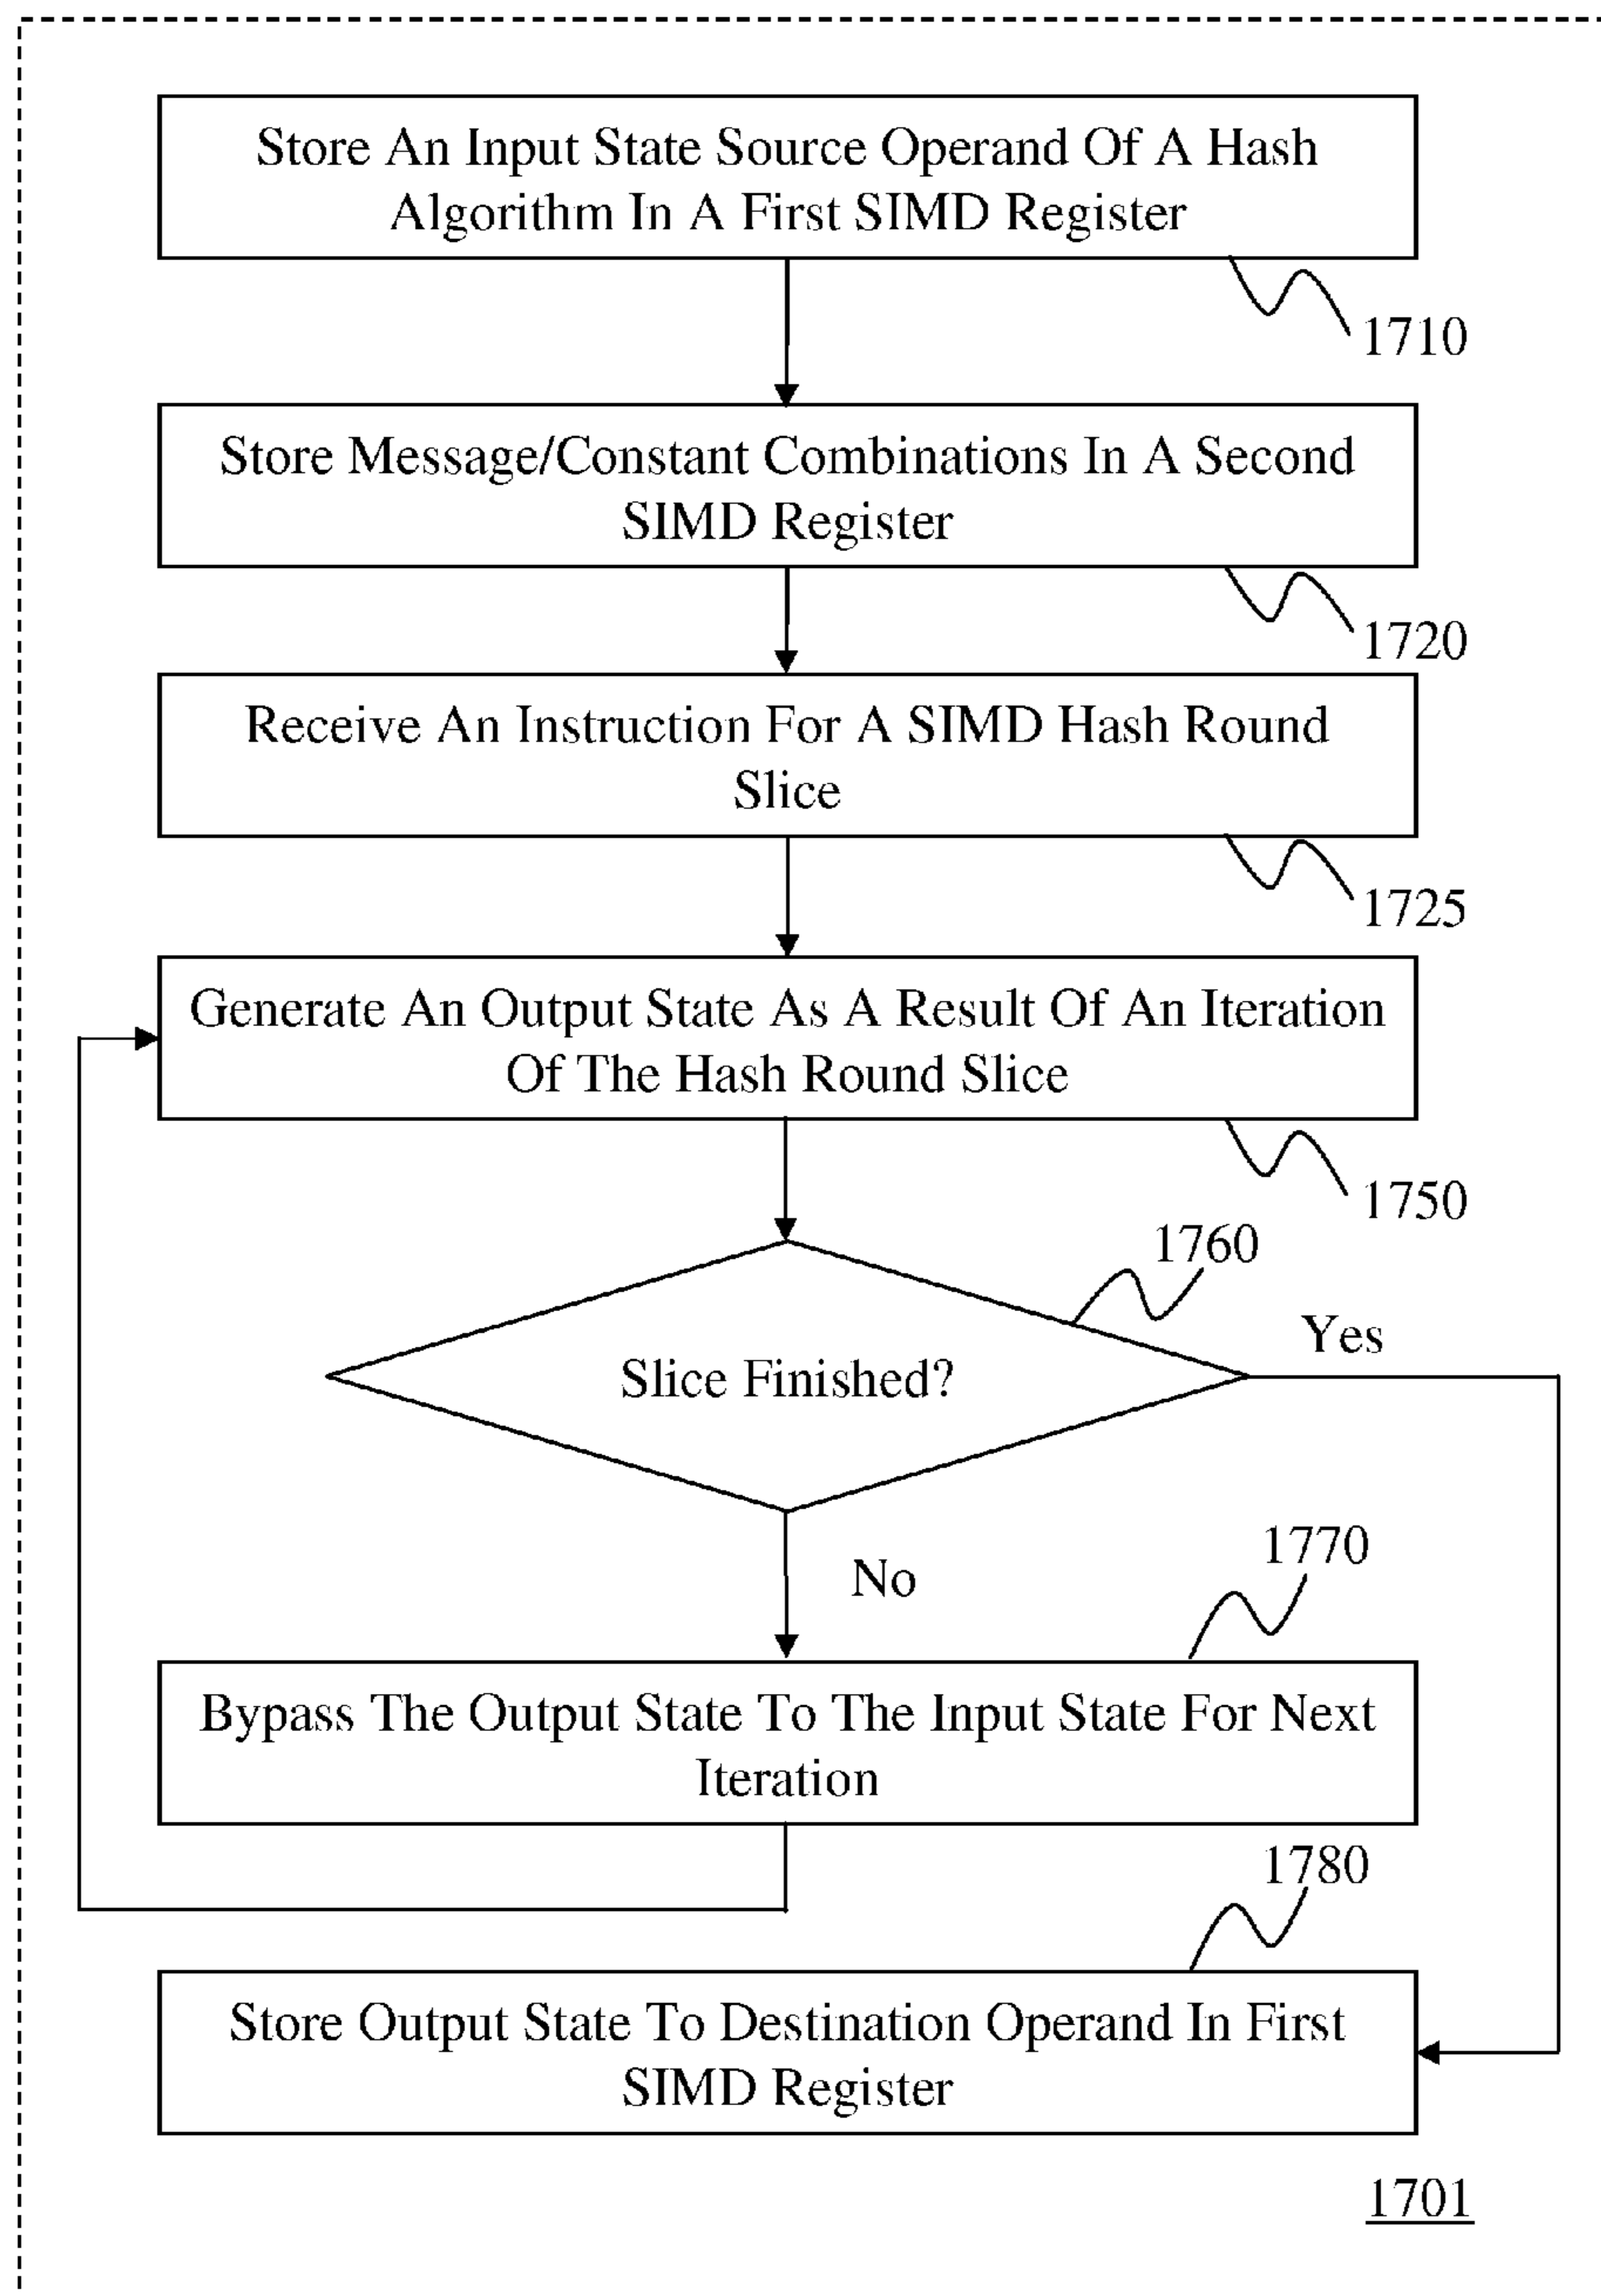 Store An Input State Source Operand Of A Hash
Algorithm In A First SIMD Register
1710
Store Message/Constant Combinations In A Second
SIMD Register
1720
Receive An Instruction For A SIMD Hash Round
Slice
1725
Generate An Output State As A Result Of An Iteration
Of The Hash Round Slice
1750
1760
Yes
Slice Finished?
No
1770
Bypass The Output State To The Input State For Next
Iteration
1780
Store Output State To Destination Operand In First
SIMD Register
1701